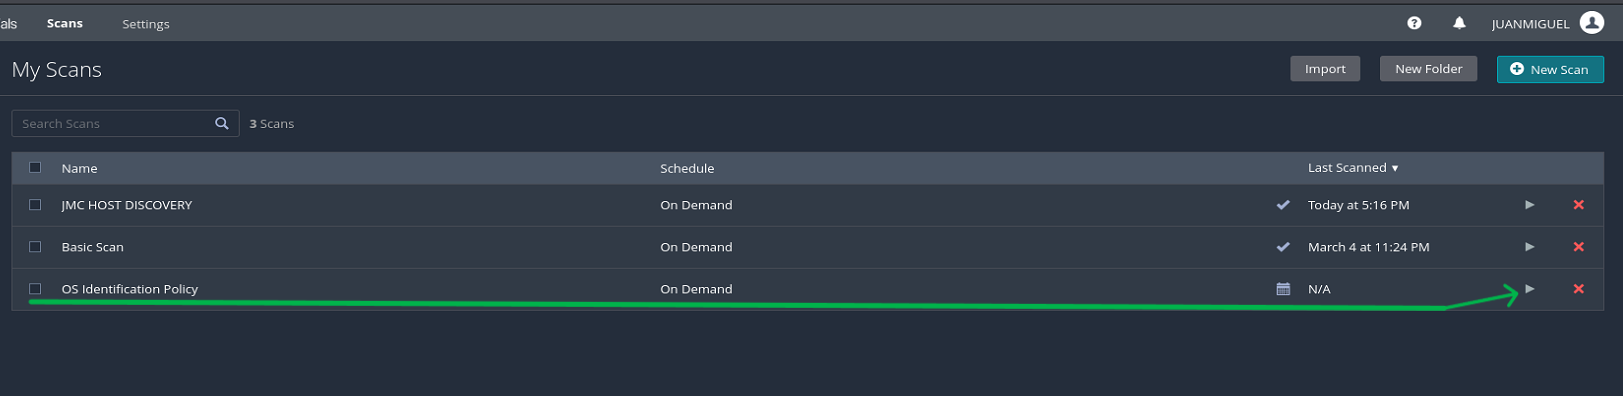 als Scans Settings JUANMIGUEL
My Scans Import New Folder New Scan
Search Scans 3 Scans
Name Schedule Last Scanned
JMC HOST DISCOVERY On Demand Today at 5:16 PM
Basic Scan On Demand March 4 at 11:24 PM
OS Identification Policy On Demand N/A